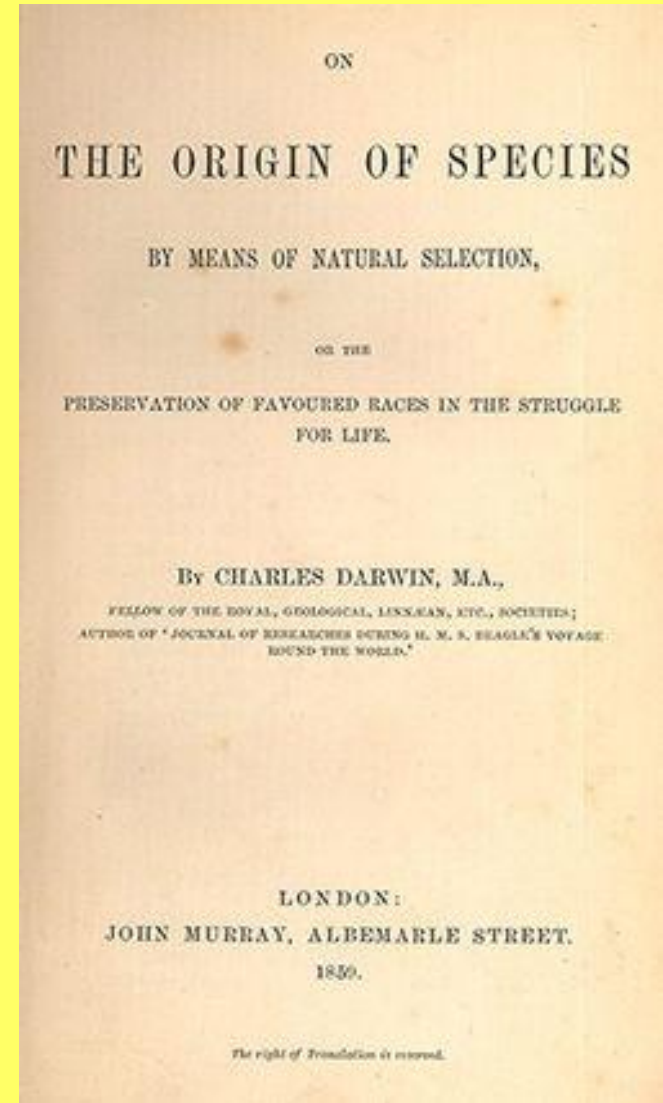 ON
THE ORIGIN OF SPECIES
BY MEANS OF NATURAL SELECTION,
OR THE
PRESERVATION OF FAVOURED RACES IN THE STRUGGLE
FOR LIFE.
BY CHARLES DARWIN, M.A.,
FELLOW OF THE ROYAL, GEOLOGICAL, LINNÆAN, ETC., SOCIETIES;
AUTHOR OF 'JOURNAL OF RESEARCHES DURING H. M. S. BEAGLE'S VOYAGE
ROUND THE WORLD.'
LONDON:
JOHN MURRAY, ALBEMARLE STREET.
1859.
The right of Translation is reserved.